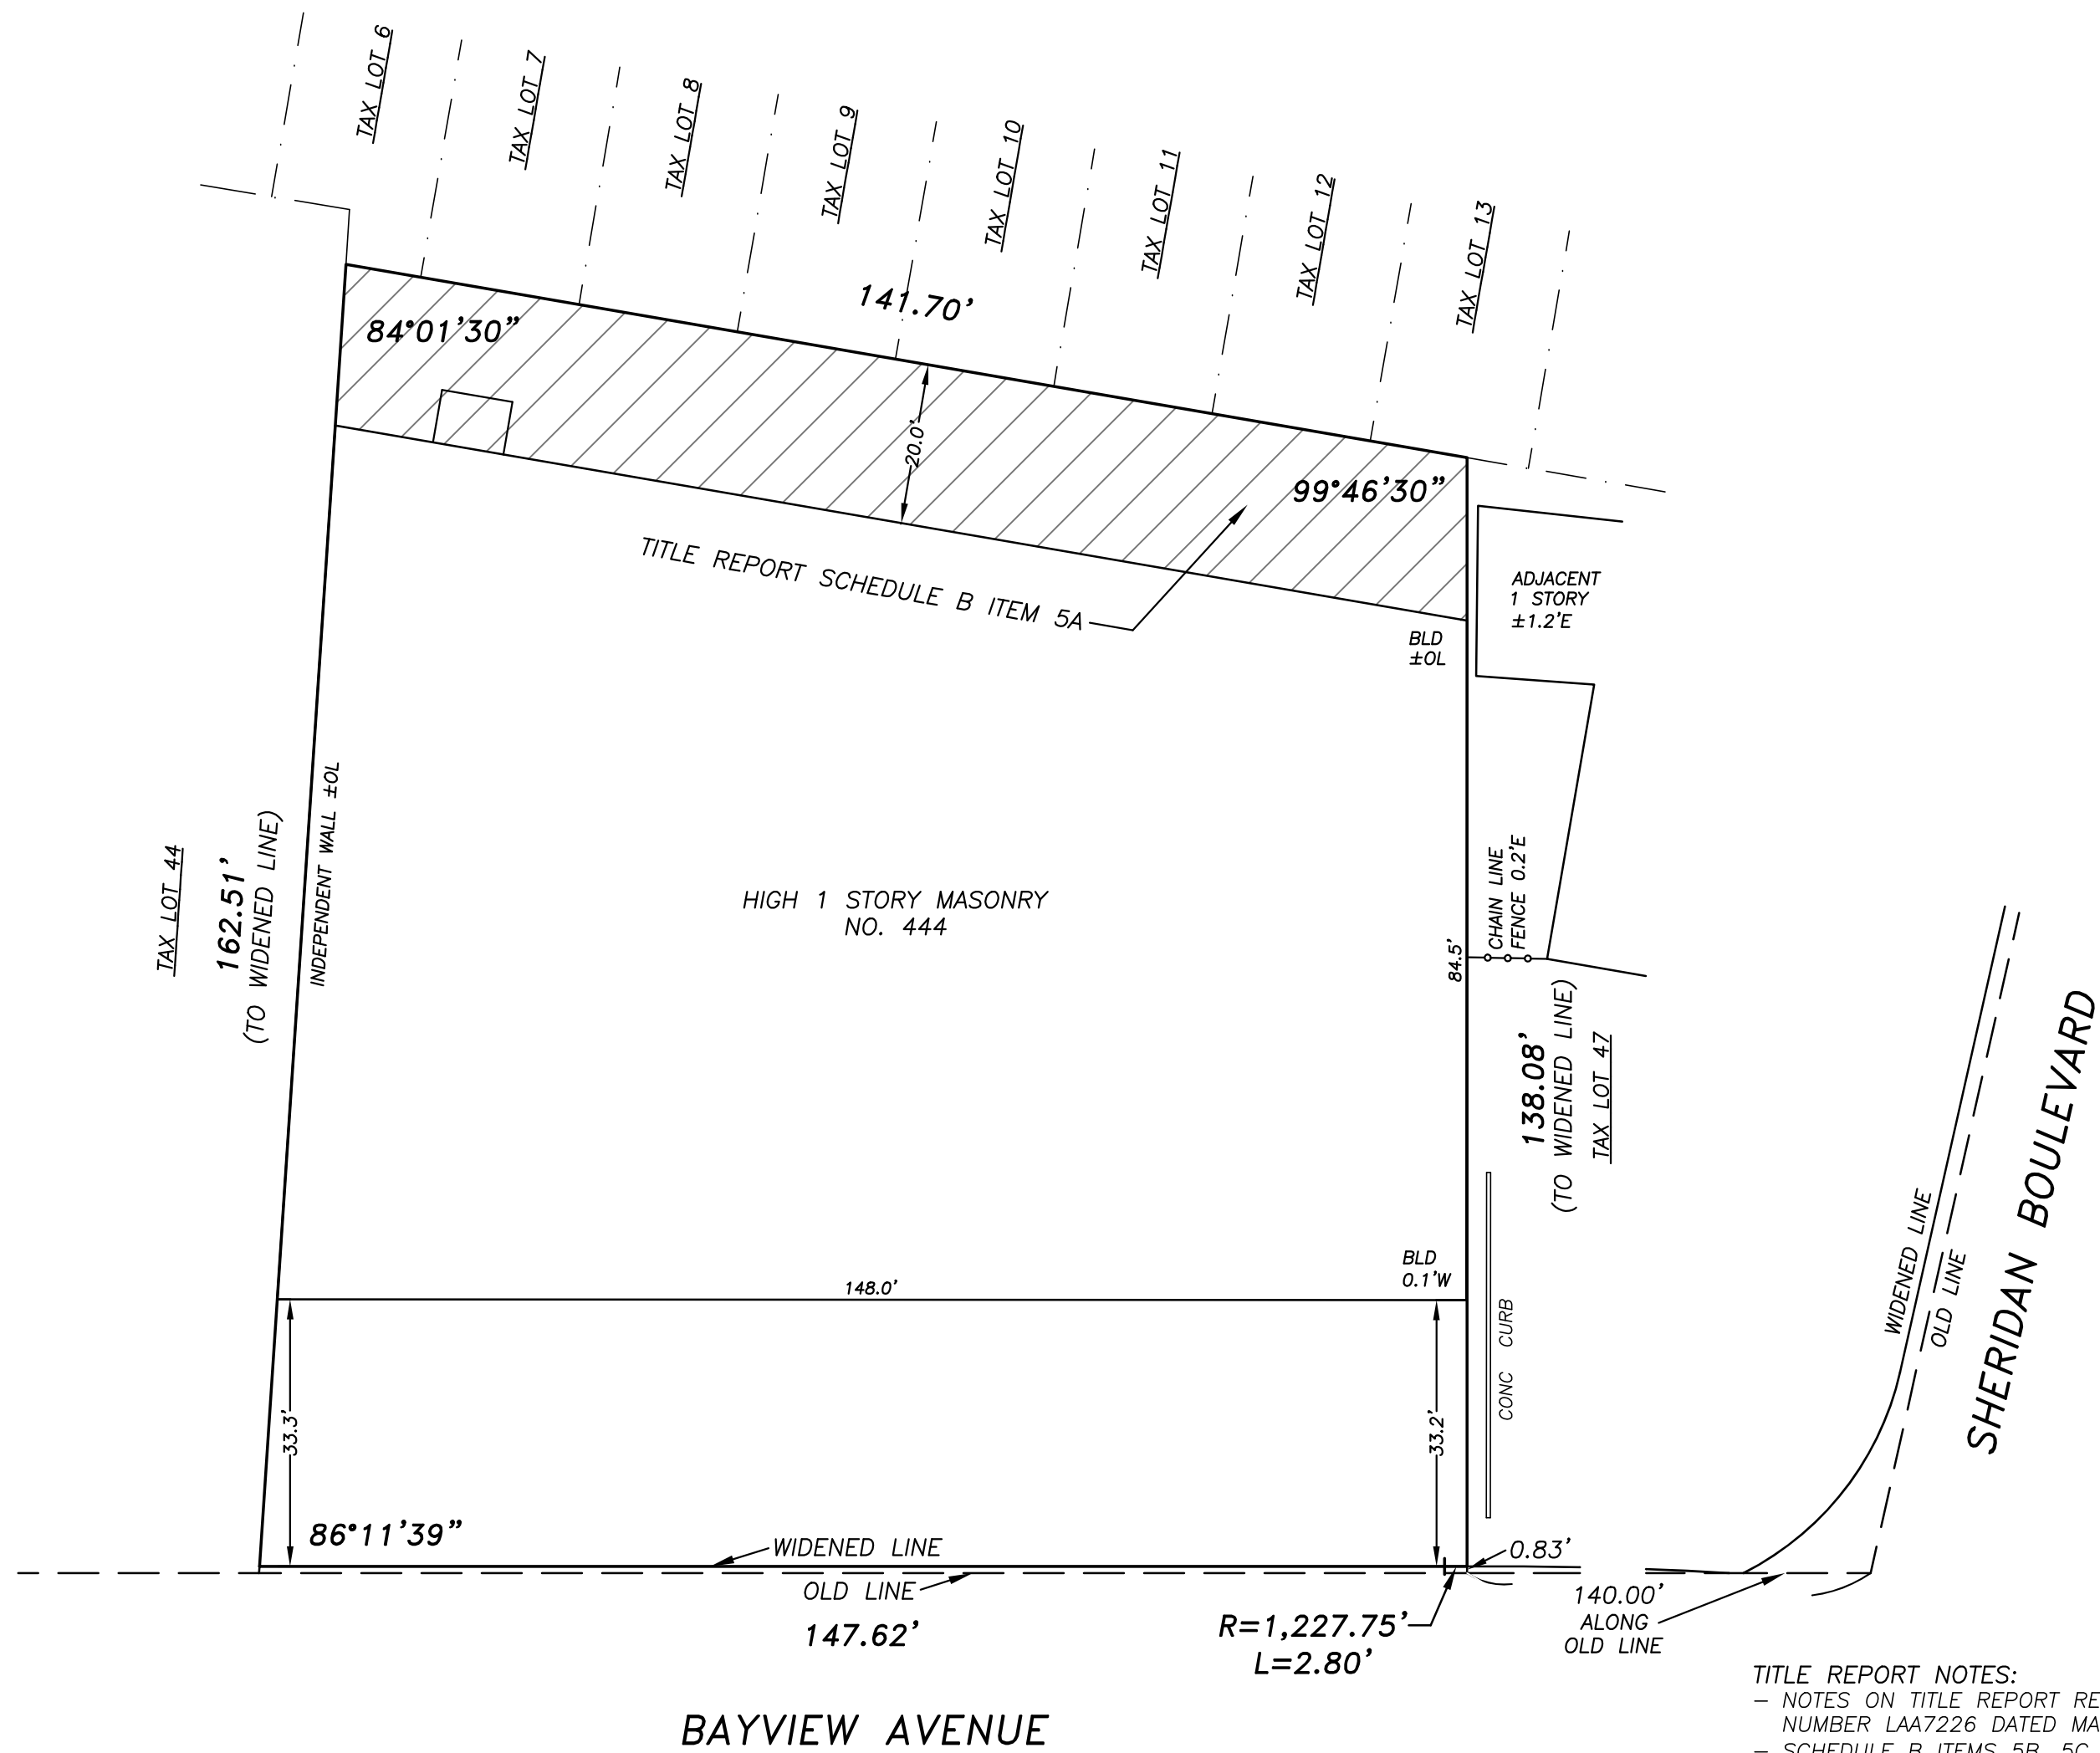 TAX LOT 6
TAX LOT 7
TAX LOT 8
TAX LOT 9
TAX LOT 10
TAX LOT 11
TAX LOT 12
TAX LOT 13
141.70'
84°01'30"
20.0'
99°46'30"
TITLE REPORT SCHEDULE B ITEM 5A
ADJACENT
1 STORY
±1.2'E
BLD
±OL
TAX LOT 44
162.51'
(TO WIDENED LINE)
INDEPENDENT WALL ±OL
HIGH 1 STORY MASONRY
NO. 444
84.5'
CHAIN LINE
FENCE 0.2'E
138.08'
(TO WIDENED LINE)
TAX LOT 47
148.0'
BLD
0.1'W
CONC CURB
33.3'
33.2'
WIDENED LINE
OLD LINE
SHERIDAN BOULEVARD
86°11'39"
WIDENED LINE
OLD LINE
147.62'
0.83'
R=1,227.75'
L=2.80'
140.00'
ALONG
OLD LINE
BAYVIEW AVENUE
TITLE REPORT NOTES:
– NOTES ON TITLE REPORT RE
NUMBER LAA7226 DATED MA
– SCHEDULE B ITEMS 5B, 5C